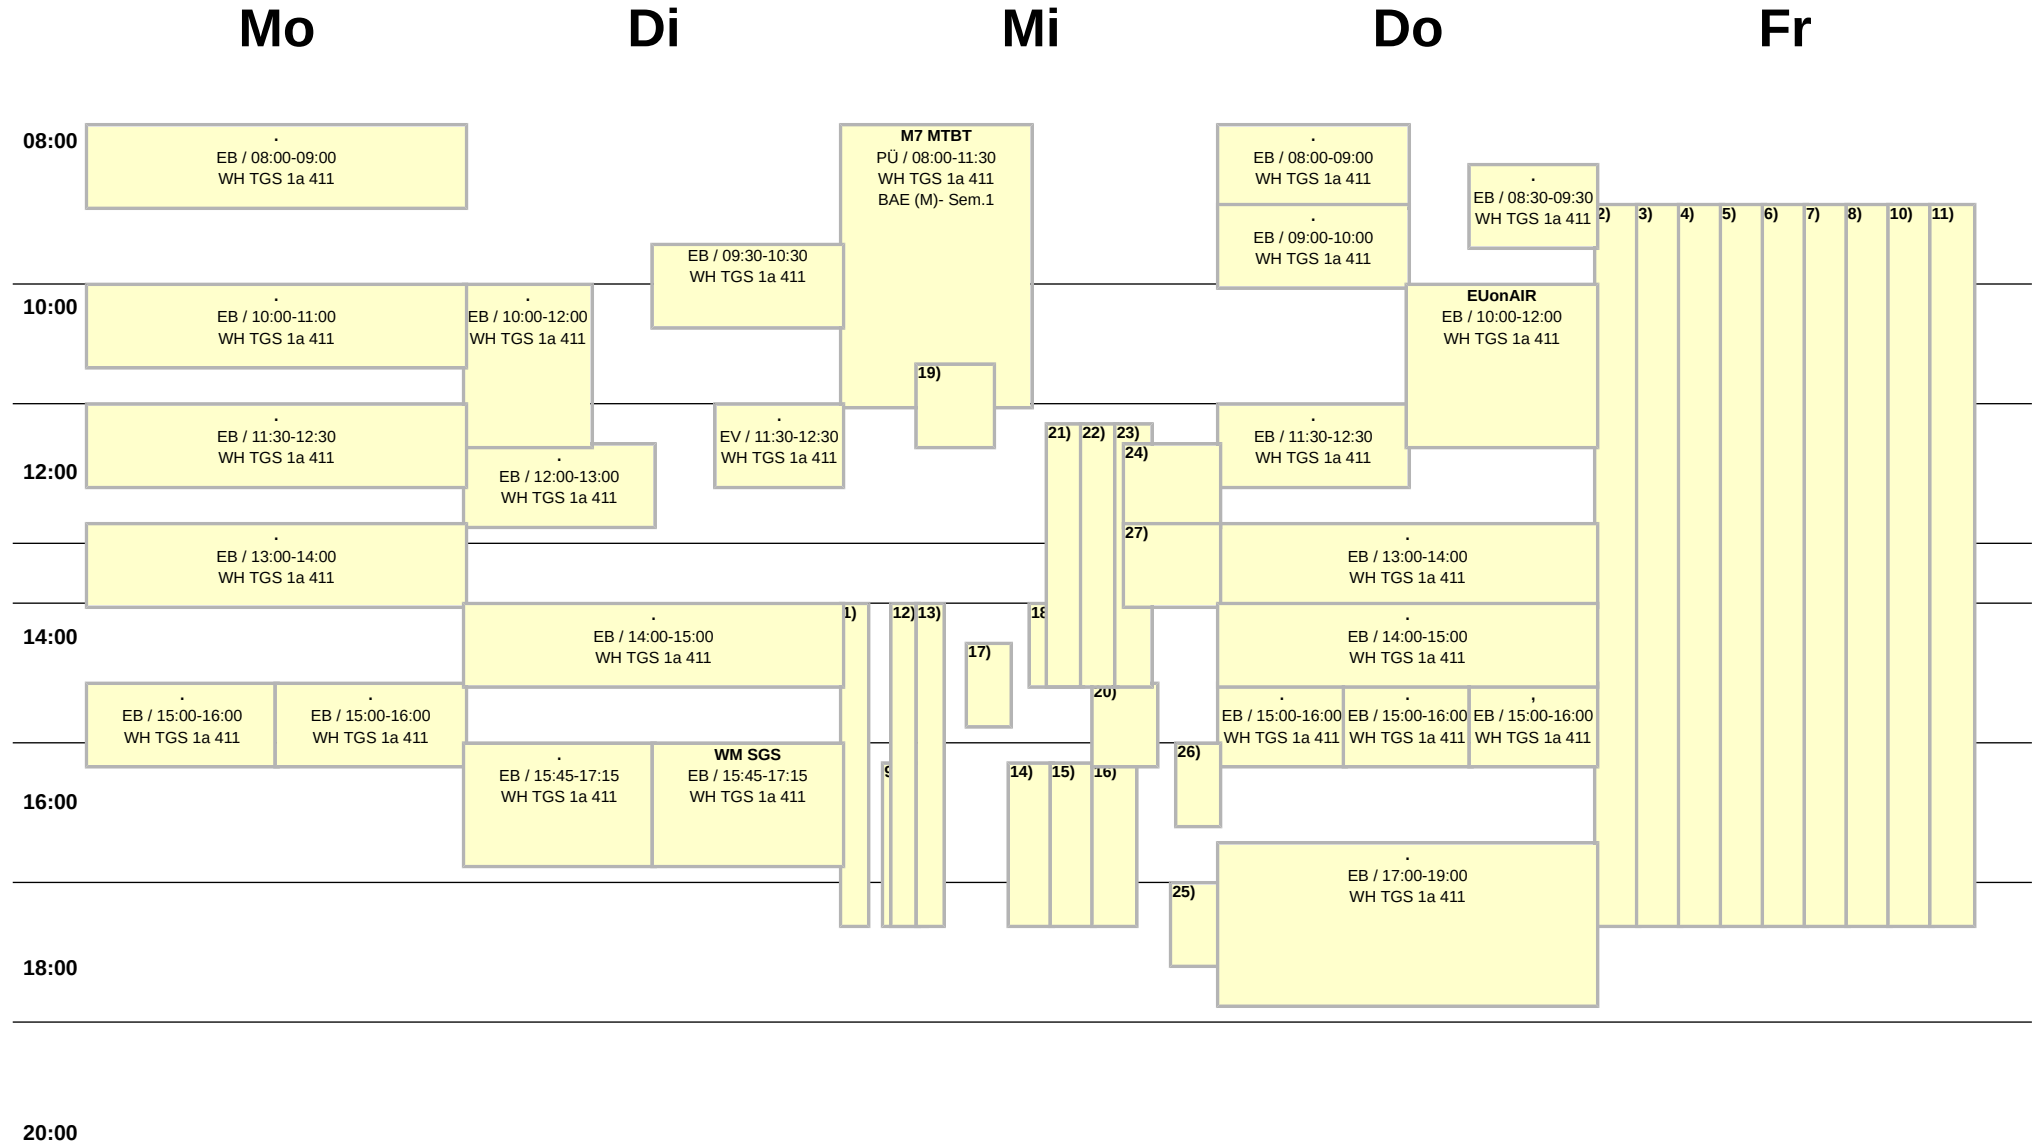 Mo
Di
Mi
Do
Fr
08:00
10:00
12:00
14:00
16:00
18:00
20:00
.
EB / 08:00-09:00
WH TGS 1a 411
.
EB / 10:00-11:00
WH TGS 1a 411
.
EB / 11:30-12:30
WH TGS 1a 411
.
EB / 13:00-14:00
WH TGS 1a 411
.
EB / 15:00-16:00
WH TGS 1a 411
.
EB / 15:00-16:00
WH TGS 1a 411
EB / 09:30-10:30
WH TGS 1a 411
.
EB / 10:00-12:00
WH TGS 1a 411
.
EV / 11:30-12:30
WH TGS 1a 411
.
EB / 12:00-13:00
WH TGS 1a 411
.
EB / 14:00-15:00
WH TGS 1a 411
.
EB / 15:45-17:15
WH TGS 1a 411
WM SGS
EB / 15:45-17:15
WH TGS 1a 411
M7 MTBT
PÜ / 08:00-11:30
WH TGS 1a 411
BAE (M)- Sem.1
19)
21)
22)
23)
24)
27)
1)
12)
13)
18
17)
20)
26)
9
14)
15)
16)
25)
.
EB / 08:00-09:00
WH TGS 1a 411
.
EB / 08:30-09:30
WH TGS 1a 411
.
EB / 09:00-10:00
WH TGS 1a 411
EUonAIR
EB / 10:00-12:00
WH TGS 1a 411
.
EB / 11:30-12:30
WH TGS 1a 411
.
EB / 13:00-14:00
WH TGS 1a 411
.
EB / 14:00-15:00
WH TGS 1a 411
.
EB / 15:00-16:00
WH TGS 1a 411
.
EB / 15:00-16:00
WH TGS 1a 411
,
EB / 15:00-16:00
WH TGS 1a 411
.
EB / 17:00-19:00
WH TGS 1a 411
2)
3)
4)
5)
6)
7)
8)
10)
11)